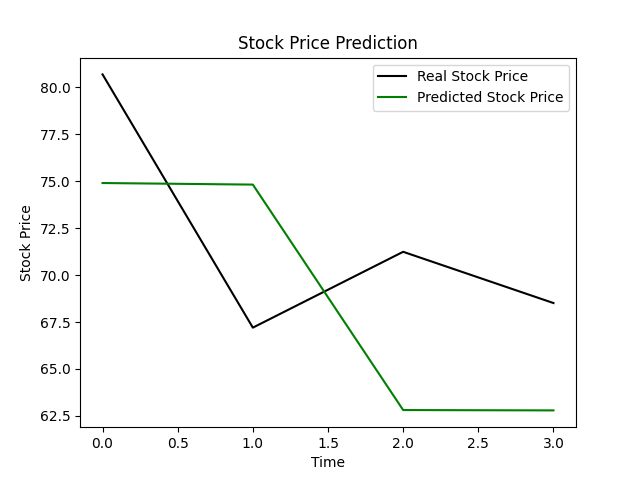 Stock Price Prediction
Real Stock Price
Predicted Stock Price
Stock Price
80.0
77.5
75.0
72.5
70.0
67.5
65.0
62.5
0.0 0.5 1.0 1.5 2.0 2.5 3.0
Time